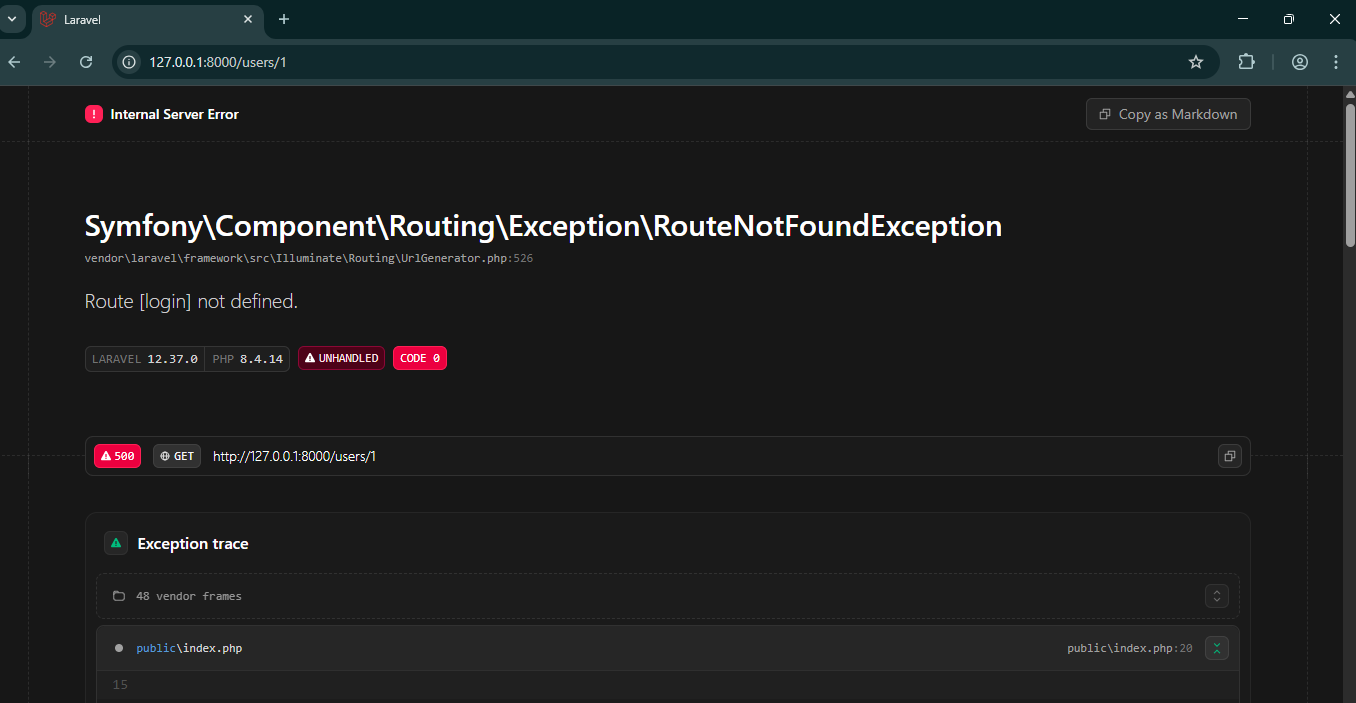 Laravel
127.0.0.1:8000/users/1
! Internal Server Error
Copy as Markdown
Symfony\Component\Routing\Exception\RouteNotFoundException
vendor\laravel\framework\src\Illuminate\Routing\UrlGenerator.php:526
Route [login] not defined.
LARAVEL 12.37.0 PHP 8.4.14 UNHANDLED CODE 0
500 GET http://127.0.0.1:8000/users/1
Exception trace
48 vendor frames
public\index.php public\index.php:20
15